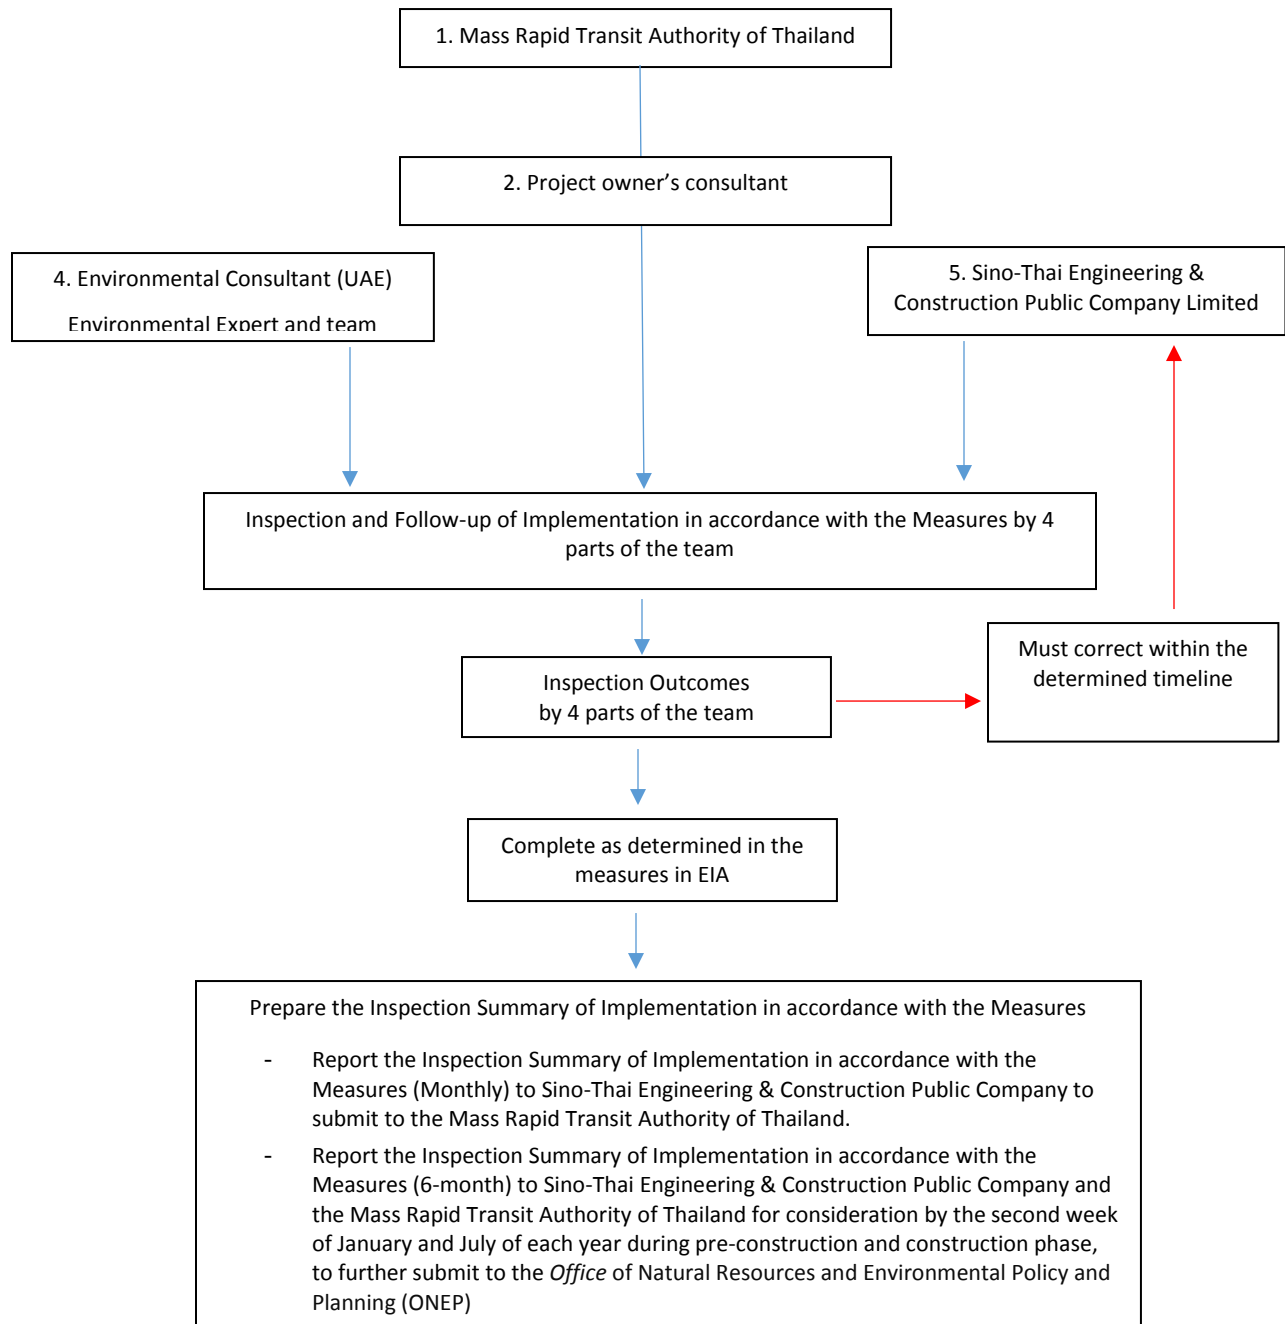 1. Mass Rapid Transit Authority of Thailand
2. Project owner’s consultant
4. Environmental Consultant (UAE)
Environmental Expert and team
5. Sino-Thai Engineering &
Construction Public Company Limited
Inspection and Follow-up of Implementation in accordance with the Measures by 4
parts of the team
Inspection Outcomes
by 4 parts of the team
Must correct within the
determined timeline
Complete as determined in the
measures in EIA
Prepare the Inspection Summary of Implementation in accordance with the Measures
- Report the Inspection Summary of Implementation in accordance with the
Measures (Monthly) to Sino-Thai Engineering & Construction Public Company to
submit to the Mass Rapid Transit Authority of Thailand.
- Report the Inspection Summary of Implementation in accordance with the
Measures (6-month) to Sino-Thai Engineering & Construction Public Company and
the Mass Rapid Transit Authority of Thailand for consideration by the second week
of January and July of each year during pre-construction and construction phase,
to further submit to the Office of Natural Resources and Environmental Policy and
Planning (ONEP)